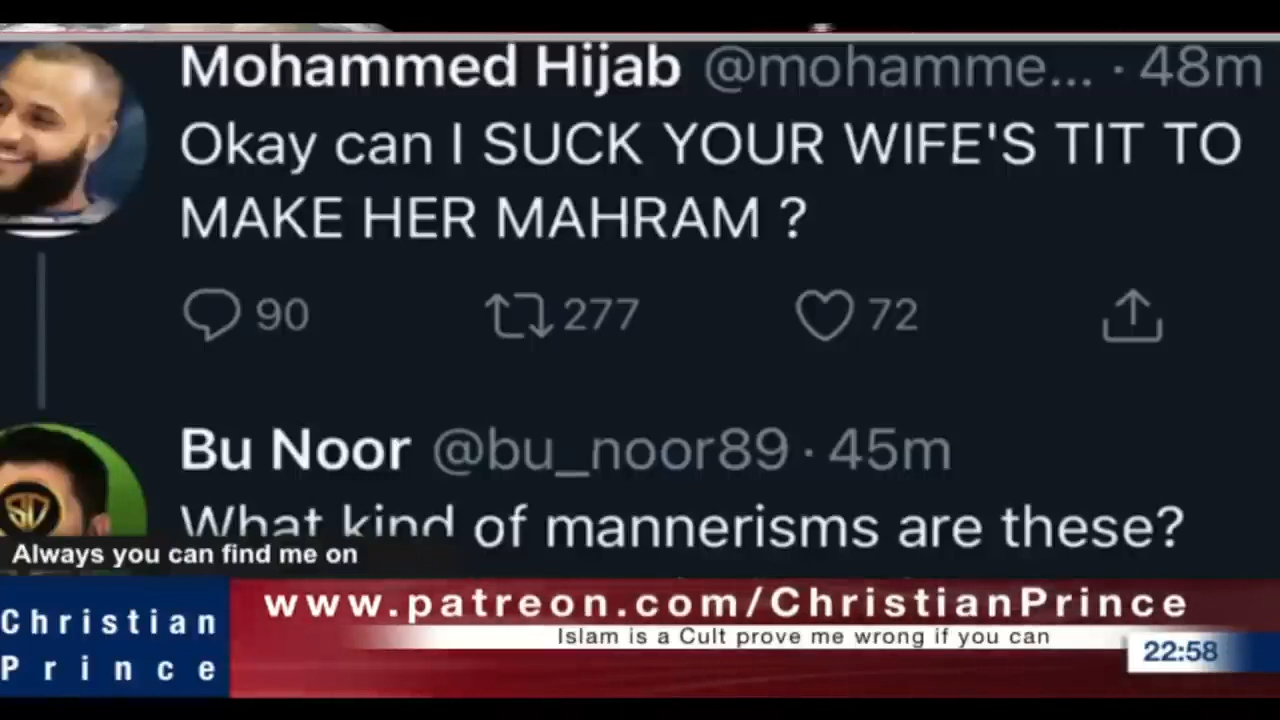 Mohammed Hijab @mohamme... · 48m
Okay can I SUCK YOUR WIFE'S TIT TO
MAKE HER MAHRAM ?
90 277 72
Bu Noor @bu_noor89 · 45m
What kind of mannerisms are these?
Always you can find me on
www.patreon.com/ChristianPrince
Christian
Prince
Islam is a Cult prove me wrong if you can
22:58